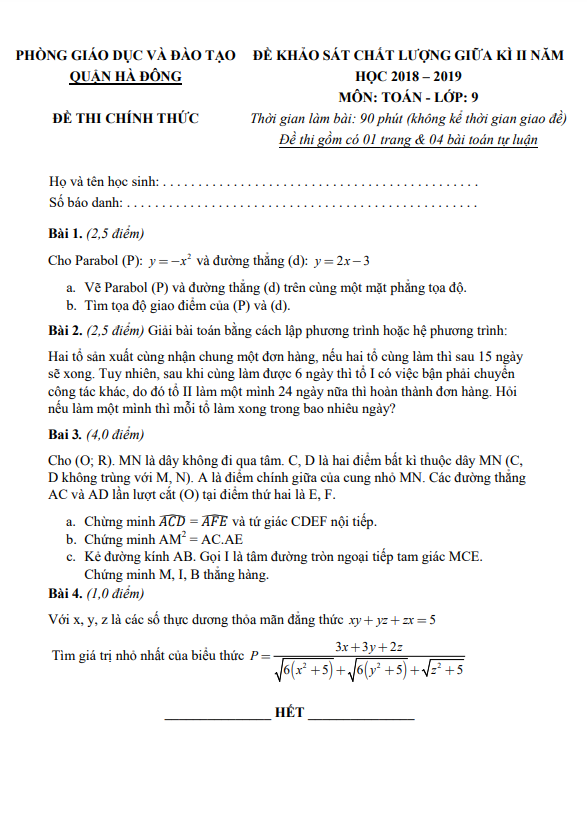 PHÒNG GIÁO DỤC VÀ ĐÀO TẠO
QUẬN HÀ ĐÔNG
ĐỀ THI CHÍNH THỨC
ĐỀ KHẢO SÁT CHẤT LƯỢNG GIỮA KÌ II NĂM
HỌC 2018 – 2019
MÔN: TOÁN - LỚP: 9
Thời gian làm bài: 90 phút (không kể thời gian giao đề)
Đề thi gồm có 01 trang & 04 bài toán tự luận
Họ và tên học sinh: . . . . . . . . . . . . . . . . . . . . . . . . . . . . . . . . . . . . . . . . . . . . .
Số báo danh: . . . . . . . . . . . . . . . . . . . . . . . . . . . . . . . . . . . . . . . . . . . . . . . . . .
Bài 1. (2,5 điểm)
Cho Parabol (P): y = −x² và đường thẳng (d): y = 2x − 3
a. Vẽ Parabol (P) và đường thẳng (d) trên cùng một mặt phẳng tọa độ.
b. Tìm tọa độ giao điểm của (P) và (d).
Bài 2. (2,5 điểm) Giải bài toán bằng cách lập phương trình hoặc hệ phương trình:
Hai tổ sản xuất cùng nhận chung một đơn hàng, nếu hai tổ cùng làm thì sau 15 ngày
sẽ xong. Tuy nhiên, sau khi cùng làm được 6 ngày thì tổ I có việc bận phải chuyển
công tác khác, do đó tổ II làm một mình 24 ngày nữa thì hoàn thành đơn hàng. Hỏi
nếu làm một mình thì mỗi tổ làm xong trong bao nhiêu ngày?
Bai 3. (4,0 điểm)
Cho (O; R). MN là dây không đi qua tâm. C, D là hai điểm bất kì thuộc dây MN (C,
D không trùng với M, N). A là điểm chính giữa của cung nhỏ MN. Các đường thẳng
AC và AD lần lượt cắt (O) tại điểm thứ hai là E, F.
a. Chừng minh \widehat{ACD} = \widehat{AFE} và tứ giác CDEF nội tiếp.
b. Chứng minh AM² = AC.AE
c. Kẻ đường kính AB. Gọi I là tâm đường tròn ngoại tiếp tam giác MCE.
Chứng minh M, I, B thẳng hàng.
Bài 4. (1,0 điểm)
Với x, y, z là các số thực dương thỏa mãn đẳng thức xy + yz + zx = 5
Tìm giá trị nhỏ nhất của biểu thức P = \frac{3x+3y+2z}{\sqrt{6(x²+5)}+\sqrt{6(y²+5)}+\sqrt{z²+5}}
_______________ HẾT _______________